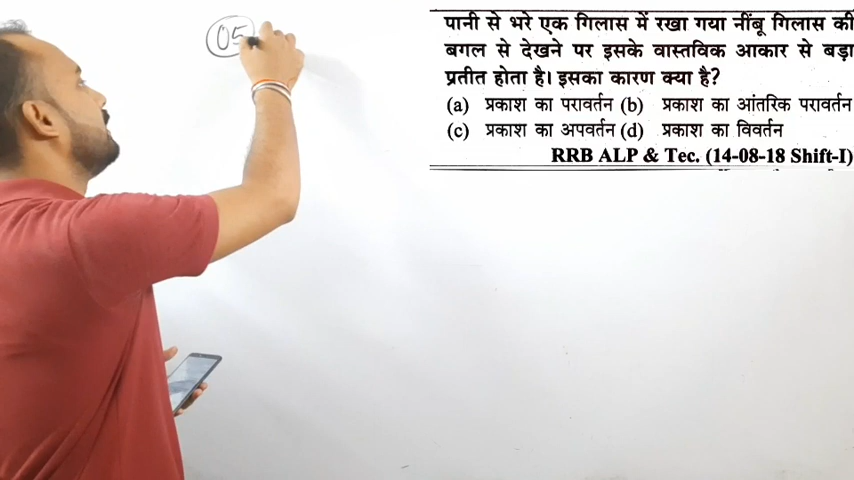 05
पानी से भरे एक गिलास में रखा गया नींबू गिलास की
बगल से देखने पर इसके वास्तविक आकार से बड़ा
प्रतीत होता है। इसका कारण क्या है?
(a) प्रकाश का परावर्तन (b) प्रकाश का आंतरिक परावर्तन
(c) प्रकाश का अपवर्तन (d) प्रकाश का विवर्तन
RRB ALP & Tec. (14-08-18 Shift-I)